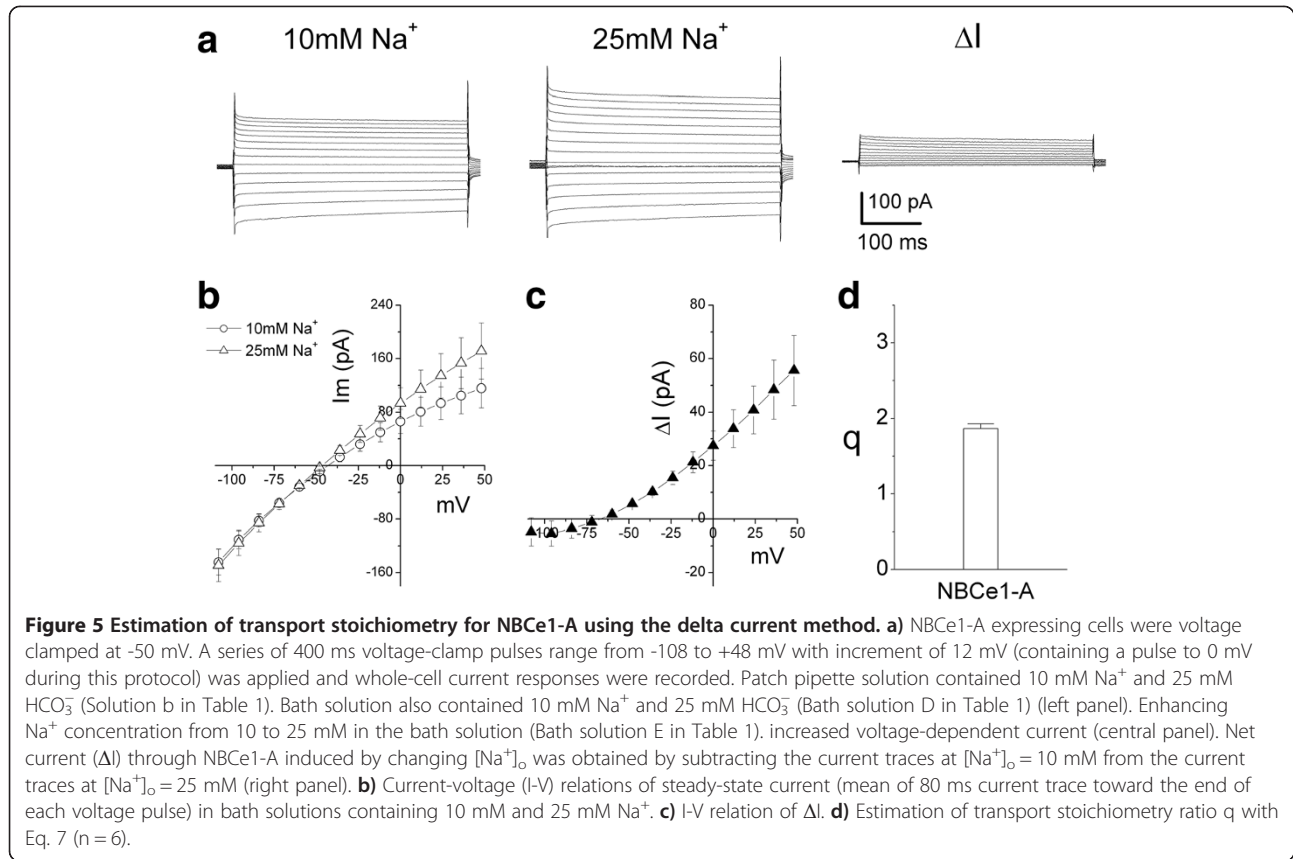 a
10mM Na⁺
25mM Na⁺
ΔI
100 pA
100 ms
b
10mM Na⁺
25mM Na⁺
Im (pA)
240
160
80
0
-80
-160
-100 -75 -50 -25 0 25 50
mV
c
ΔI (pA)
80
60
40
20
0
-20
-100 -75 -50 -25 0 25 50
mV
d
q
3
2
1
0
NBCe1-A
Figure 5 Estimation of transport stoichiometry for NBCe1-A using the delta current method. a) NBCe1-A expressing cells were voltage
clamped at -50 mV. A series of 400 ms voltage-clamp pulses range from -108 to +48 mV with increment of 12 mV (containing a pulse to 0 mV
during this protocol) was applied and whole-cell current responses were recorded. Patch pipette solution contained 10 mM Na⁺ and 25 mM
HCO₃⁻ (Solution b in Table 1). Bath solution also contained 10 mM Na⁺ and 25 mM HCO₃⁻ (Bath solution D in Table 1) (left panel). Enhancing
Na⁺ concentration from 10 to 25 mM in the bath solution (Bath solution E in Table 1). increased voltage-dependent current (central panel). Net
current (ΔI) through NBCe1-A induced by changing [Na⁺]ₒ was obtained by subtracting the current traces at [Na⁺]ₒ = 10 mM from the current
traces at [Na⁺]ₒ = 25 mM (right panel). b) Current-voltage (I-V) relations of steady-state current (mean of 80 ms current trace toward the end of
each voltage pulse) in bath solutions containing 10 mM and 25 mM Na⁺. c) I-V relation of ΔI. d) Estimation of transport stoichiometry ratio q with
Eq. 7 (n = 6).